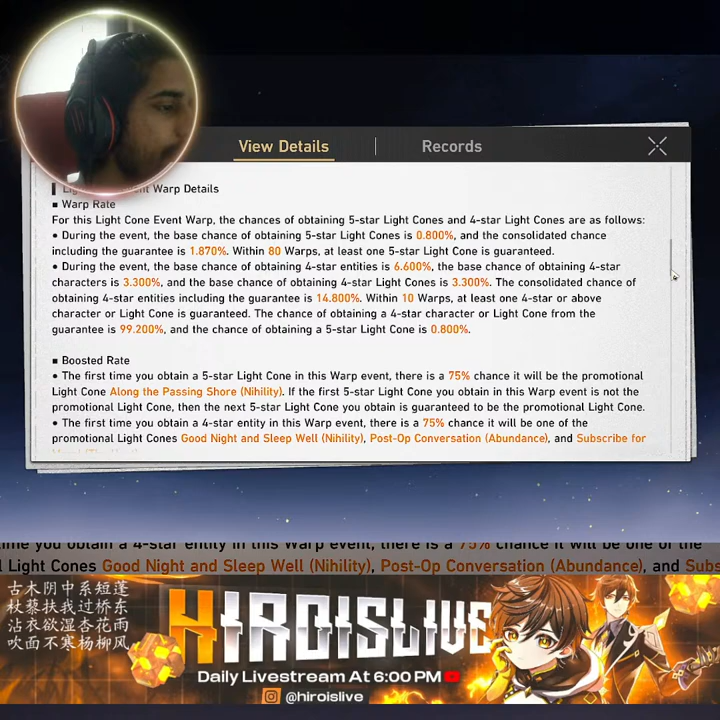 View Details
Records
Event Warp Details
■ Warp Rate
For this Light Cone Event Warp, the chances of obtaining 5-star Light Cones and 4-star Light Cones are as follows:
• During the event, the base chance of obtaining 5-star Light Cones is 0.800%, and the consolidated chance
including the guarantee is 1.870%. Within 80 Warps, at least one 5-star Light Cone is guaranteed.
• During the event, the base chance of obtaining 4-star entities is 6.600%, the base chance of obtaining 4-star
characters is 3.300%, and the base chance of obtaining 4-star Light Cones is 3.300%. The consolidated chance of
obtaining 4-star entities including the guarantee is 14.800%. Within 10 Warps, at least one 4-star or above
character or Light Cone is guaranteed. The chance of obtaining a 4-star character or Light Cone from the
guarantee is 99.200%, and the chance of obtaining a 5-star Light Cone is 0.800%.
■ Boosted Rate
• The first time you obtain a 5-star Light Cone in this Warp event, there is a 75% chance it will be the promotional
Light Cone Along the Passing Shore (Nihility). If the first 5-star Light Cone you obtain in this Warp event is not the
promotional Light Cone, then the next 5-star Light Cone you obtain is guaranteed to be the promotional Light Cone.
• The first time you obtain a 4-star entity in this Warp event, there is a 75% chance it will be one of the
promotional Light Cones Good Night and Sleep Well (Nihility), Post-Op Conversation (Abundance), and Subscribe for
time you obtain a 4-star entity in this Warp event, there is a 75% chance it will be one of the
l Light Cones Good Night and Sleep Well (Nihility), Post-Op Conversation (Abundance), and Subs
古木阴中系短蓬
杖藜扶我过桥东
沾衣欲湿杏花雨
吹面不寒杨柳风
HIROISLIVE
Daily Livestream At 6:00 PM
@hiroislive